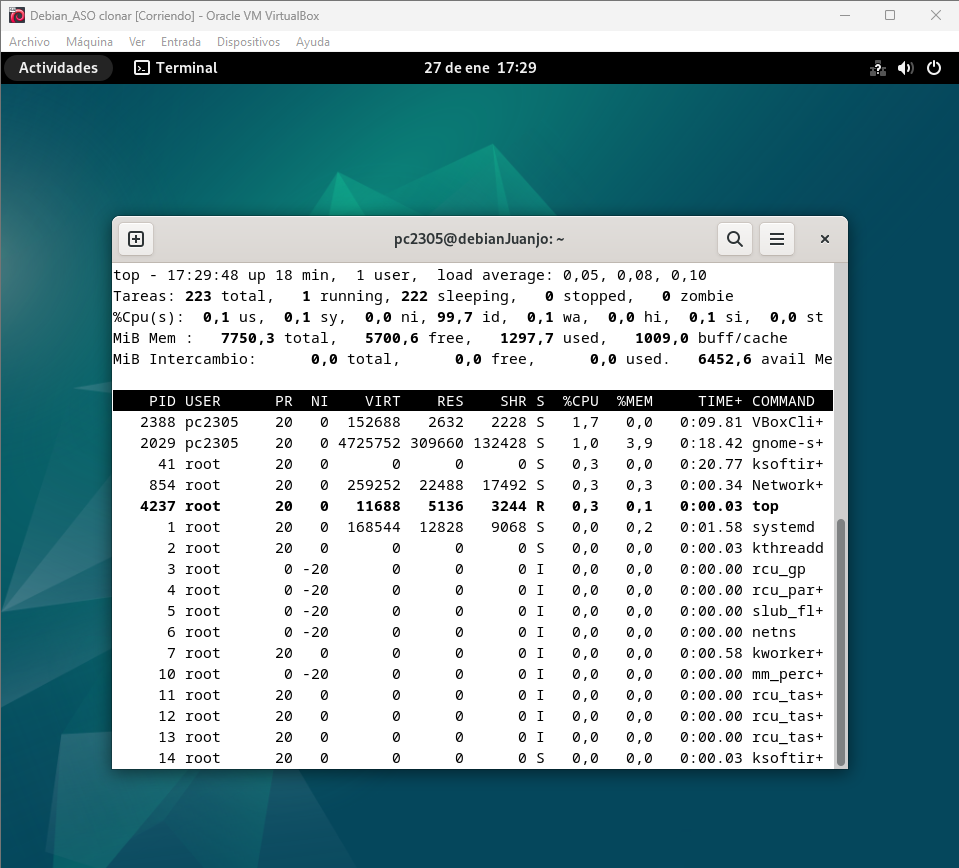 Debian_ASO clonar [Corriendo] - Oracle VM VirtualBox
Archivo Máquina Ver Entrada Dispositivos Ayuda
Actividades Terminal 27 de ene 17:29
pc2305@debianJuanjo: ~
top - 17:29:48 up 18 min,  1 user,  load average: 0,05, 0,08, 0,10
Tareas: 223 total,   1 running, 222 sleeping,   0 stopped,   0 zombie
%Cpu(s):  0,1 us,  0,1 sy,  0,0 ni, 99,7 id,  0,1 wa,  0,0 hi,  0,1 si,  0,0 st
MiB Mem :   7750,3 total,   5700,6 free,   1297,7 used,   1009,0 buff/cache
MiB Intercambio:      0,0 total,      0,0 free,      0,0 used.   6452,6 avail Me
PID USER      PR  NI    VIRT    RES    SHR S  %CPU  %MEM     TIME+ COMMAND
2388 pc2305    20   0  152688   2632   2228 S   1,7   0,0   0:09.81 VBoxCli+
2029 pc2305    20   0 4725752 309660 132428 S   1,0   3,9   0:18.42 gnome-s+
41 root      20   0       0      0      0 S   0,3   0,0   0:20.77 ksoftir+
854 root      20   0  259252  22488  17492 S   0,3   0,3   0:00.34 Network+
4237 root      20   0   11688   5136   3244 R   0,3   0,1   0:00.03 top
1 root      20   0  168544  12828   9068 S   0,0   0,2   0:01.58 systemd
2 root      20   0       0      0      0 S   0,0   0,0   0:00.03 kthreadd
3 root       0 -20       0      0      0 I   0,0   0,0   0:00.00 rcu_gp
4 root       0 -20       0      0      0 I   0,0   0,0   0:00.00 rcu_par+
5 root       0 -20       0      0      0 I   0,0   0,0   0:00.00 slub_fl+
6 root       0 -20       0      0      0 I   0,0   0,0   0:00.00 netns
7 root      20   0       0      0      0 I   0,0   0,0   0:00.58 kworker+
10 root       0 -20       0      0      0 I   0,0   0,0   0:00.00 mm_perc+
11 root      20   0       0      0      0 I   0,0   0,0   0:00.00 rcu_tas+
12 root      20   0       0      0      0 I   0,0   0,0   0:00.00 rcu_tas+
13 root      20   0       0      0      0 I   0,0   0,0   0:00.00 rcu_tas+
14 root      20   0       0      0      0 S   0,0   0,0   0:00.03 ksoftir+